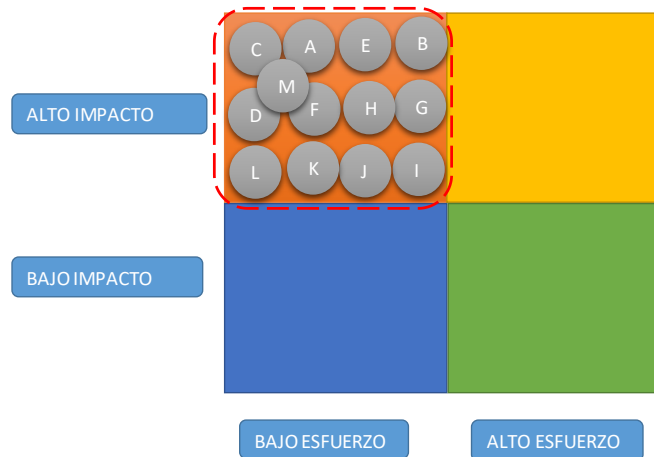 C A E B
M
ALTO IMPACTO
D F H G
L K J I
BAJO IMPACTO
BAJO ESFUERZO ALTO ESFUERZO